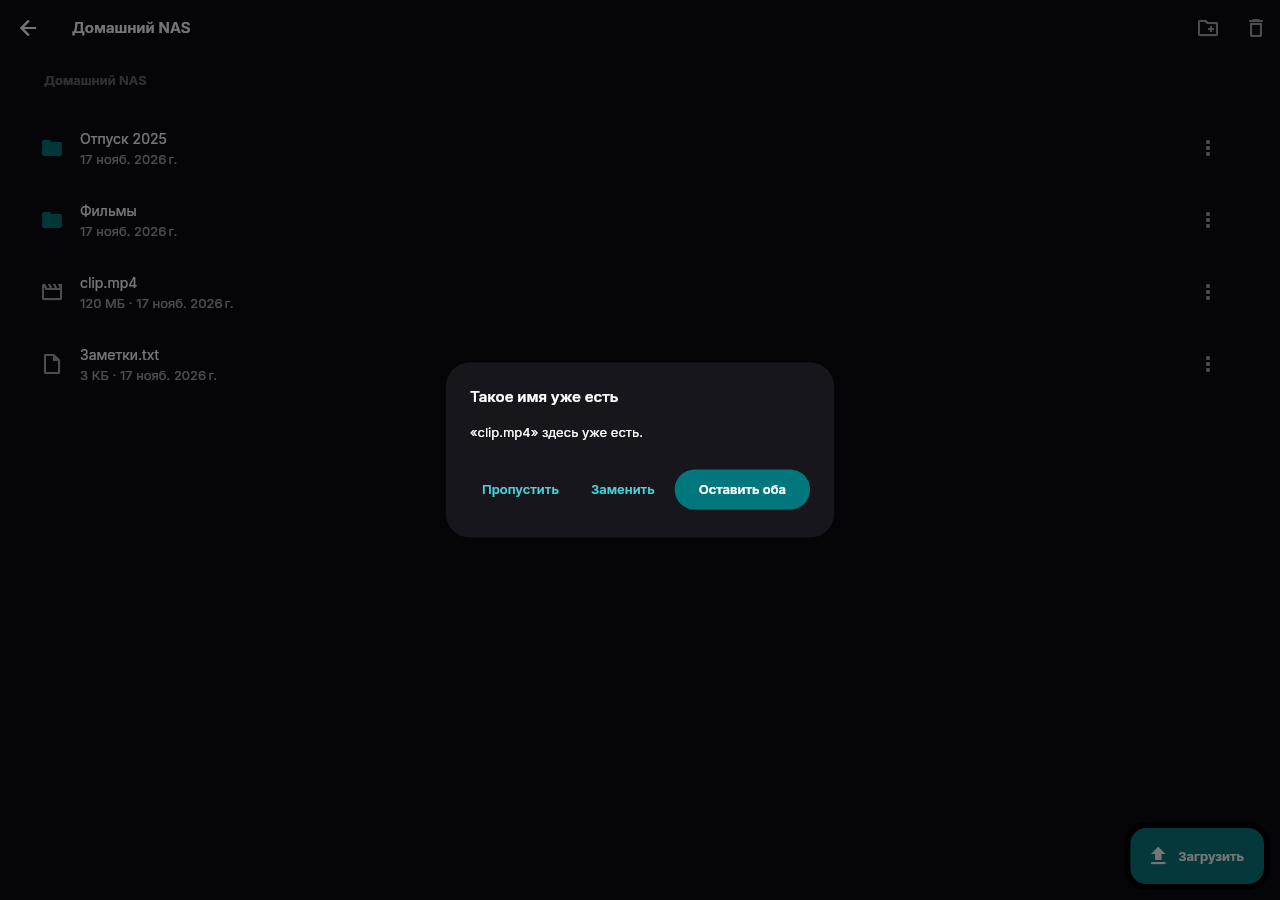 Домашний NAS
Домашний NAS
Отпуск 2025
17 нояб. 2026 г.
Фильмы
17 нояб. 2026 г.
clip.mp4
120 МБ · 17 нояб. 2026 г.
Заметки.txt
3 КБ · 17 нояб. 2026 г.
Такое имя уже есть
«clip.mp4» здесь уже есть.
Пропустить Заменить Оставить оба
Загрузить